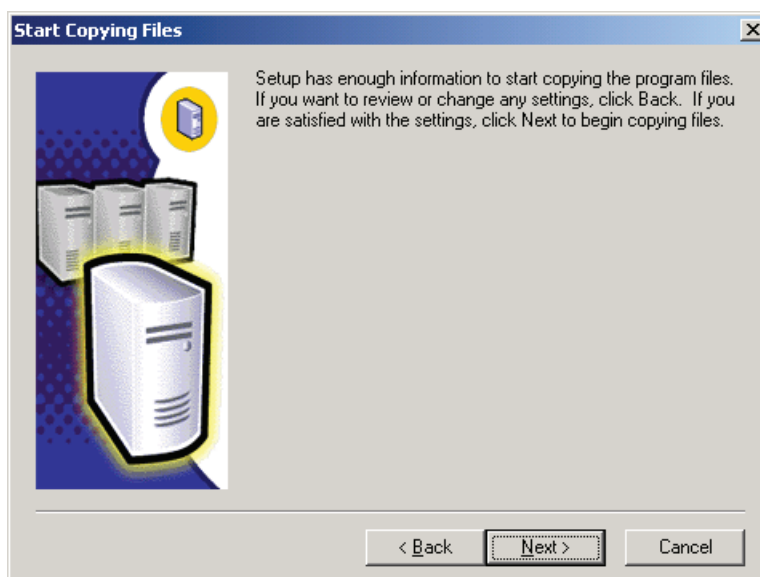 Start Copying Files
Setup has enough information to start copying the program files.
If you want to review or change any settings, click Back.  If you
are satisfied with the settings, click Next to begin copying files.
< Back
Next >
Cancel